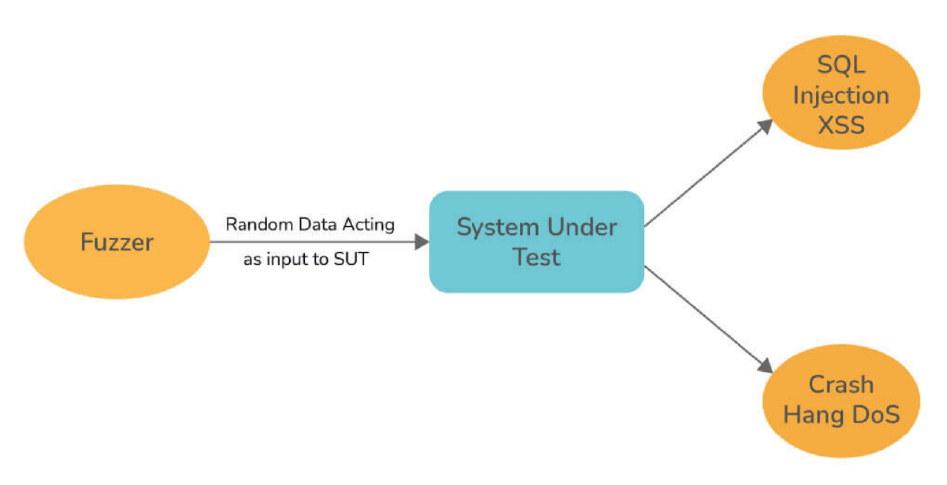 Fuzzer
Random Data Acting
as input to SUT
System Under
Test
SQL
Injection
XSS
Crash
Hang DoS